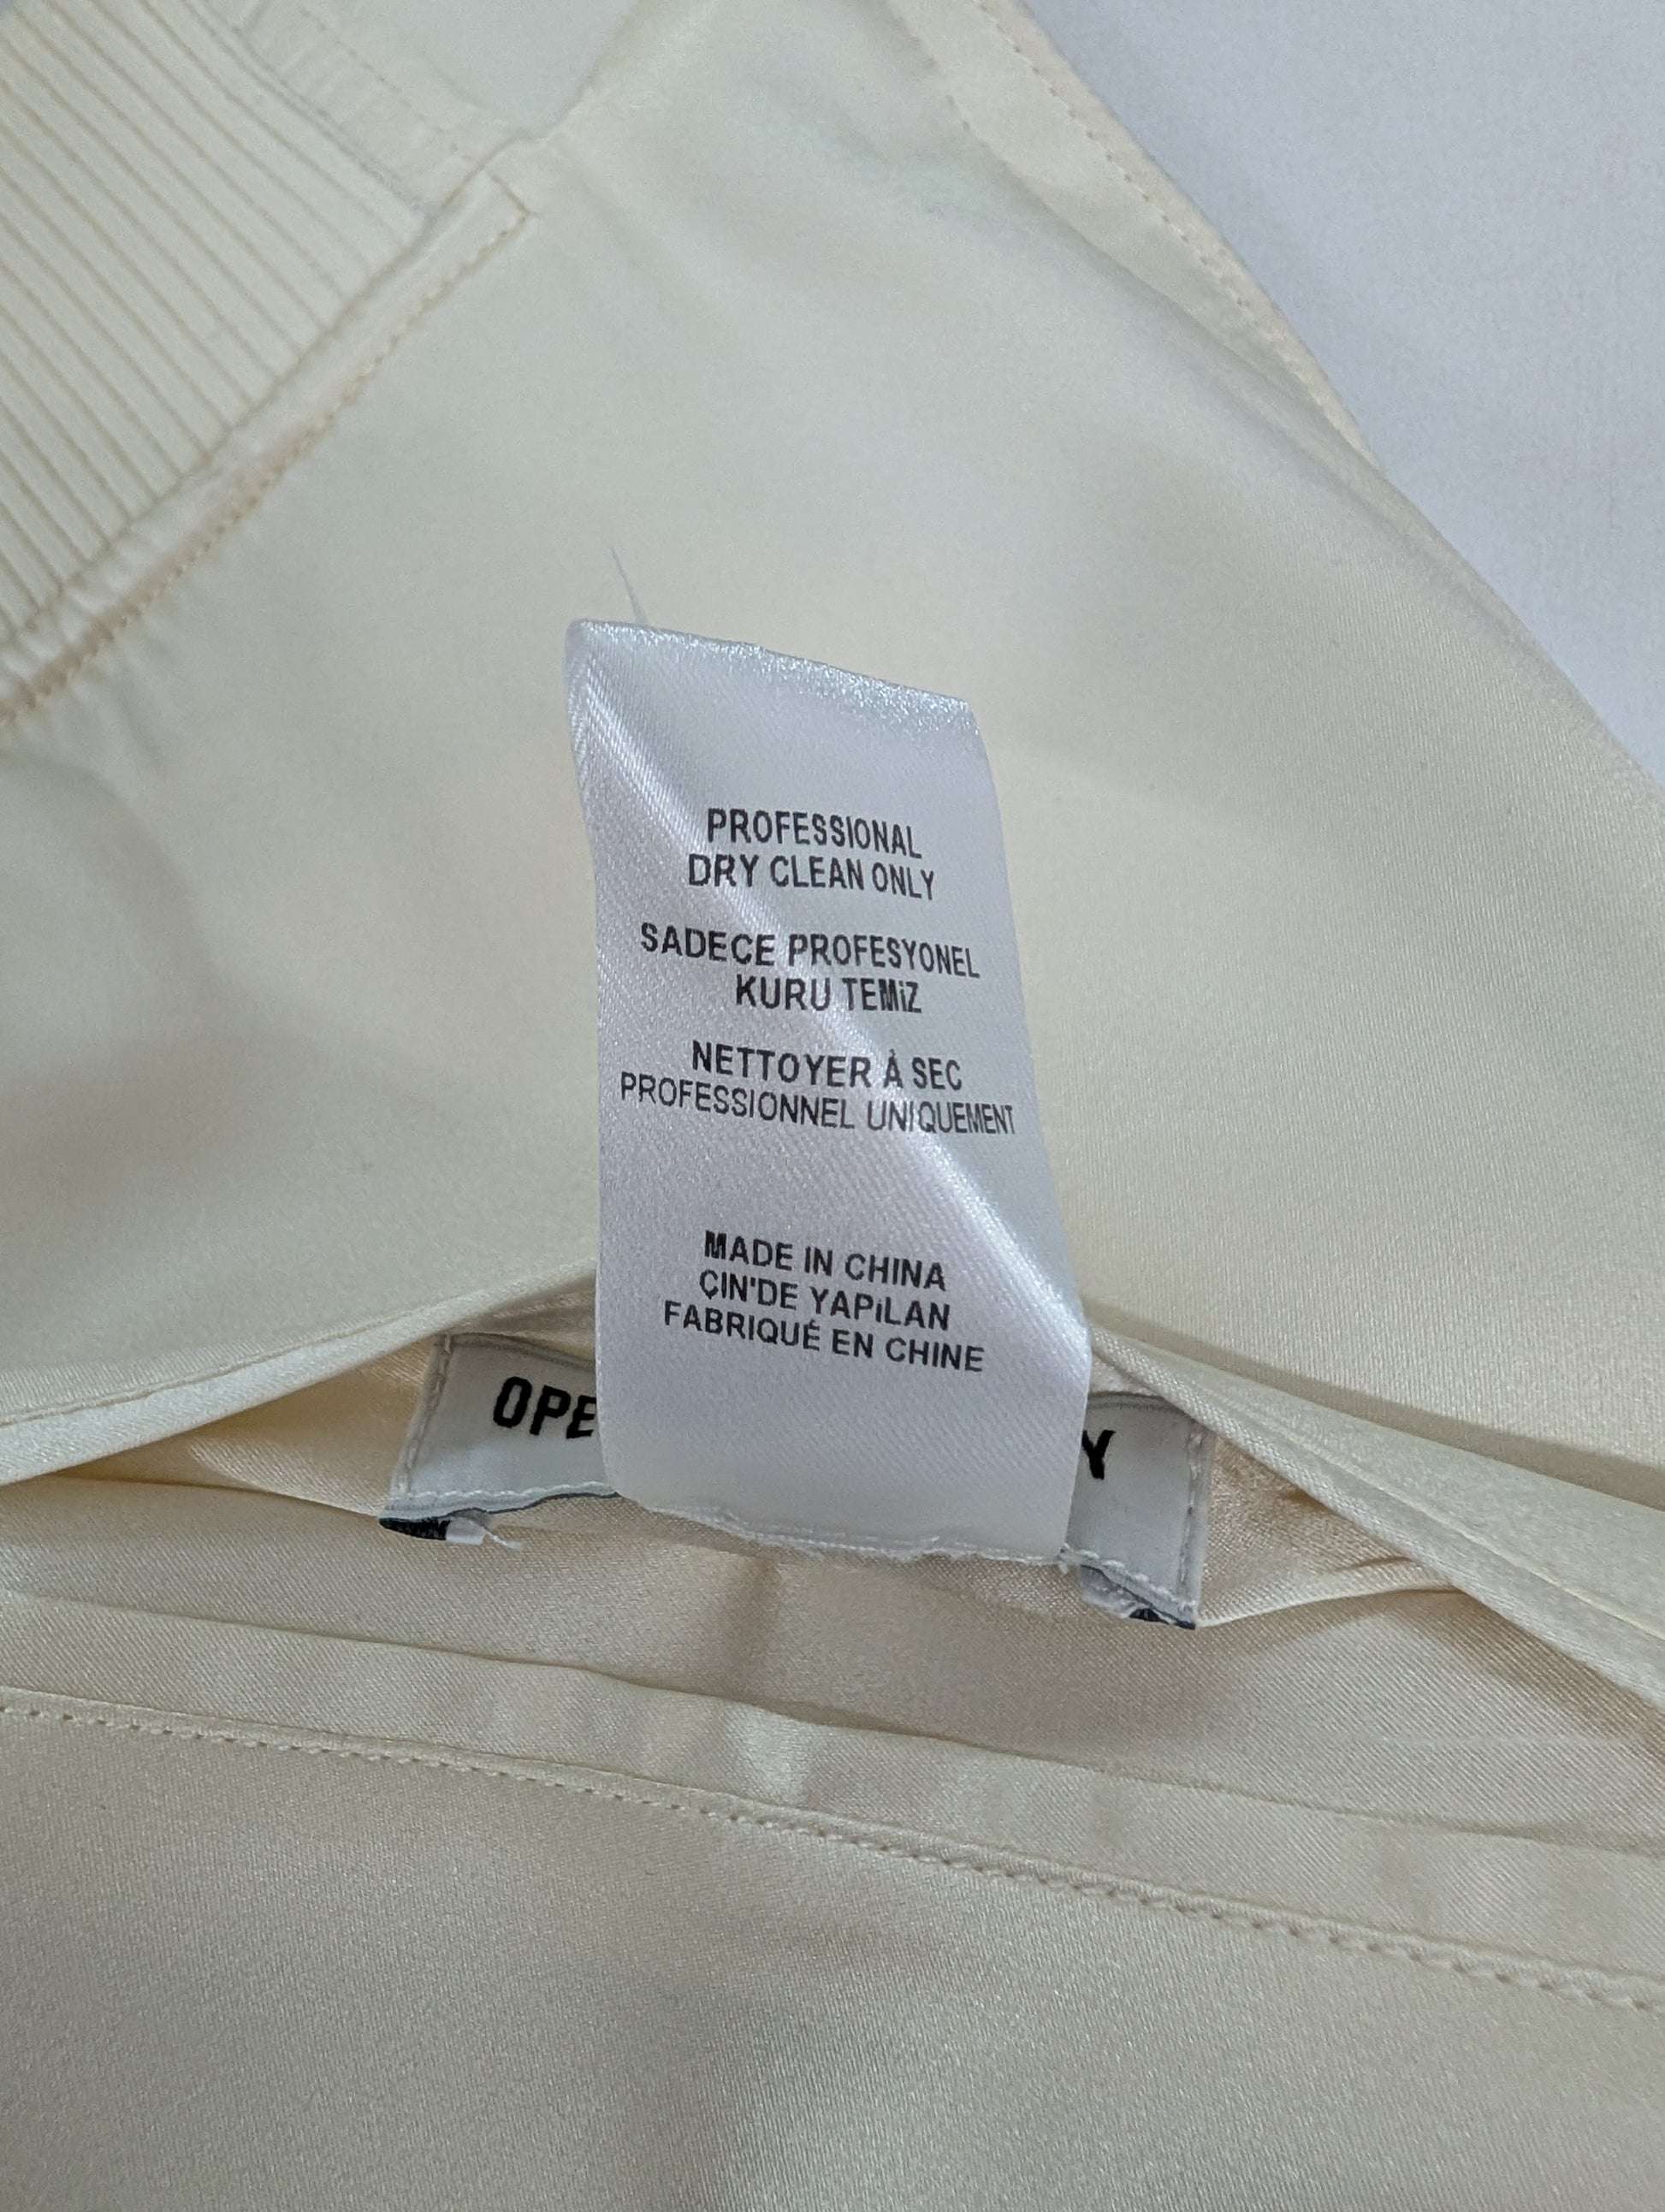 PROFESSIONAL
DRY CLEAN ONLY
SADECE PROFESYONEL
KURU TEMiZ
NETTOYER À SEC
PROFESSIONNEL UNIQUEMENT
MADE IN CHINA
ÇIN'DE YAPiLAN
FABRIQUÉ EN CHINE